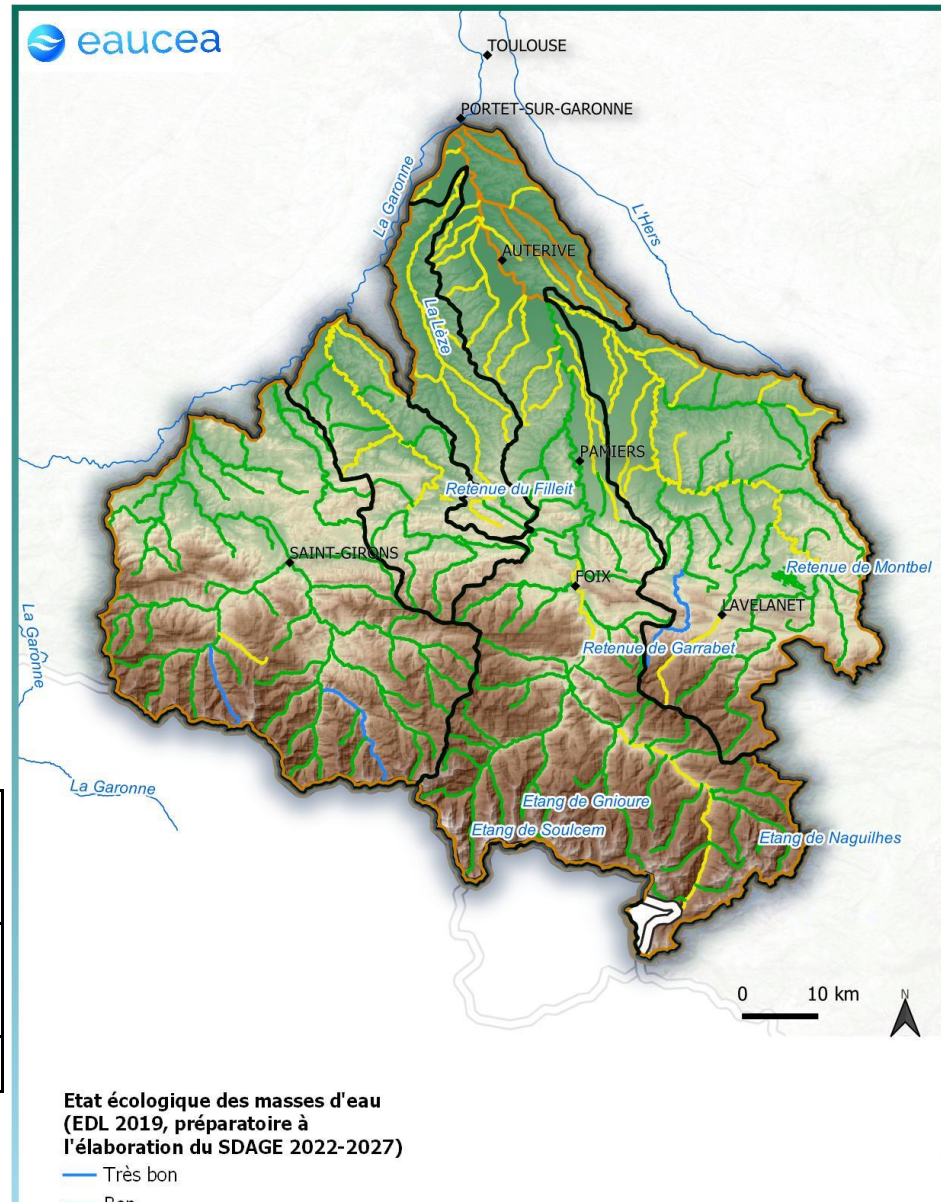 eaucea
TOULOUSE
PORTET-SUR-GARONNE
La Garonne
L'Hers
AUTERIVE
La Lèze
PAMIERS
Retenue du Filleit
SAINT-GIRONS
Retenue de Montbel
FOIX
LAVELANET
La Garonne
Retenue de Garrabet
La Garonne
Etang de Gnioure
Etang de Soulcem
Etang de Naguilhes
0 10 km
N
Etat écologique des masses d'eau
(EDL 2019, préparatoire à
l'élaboration du SDAGE 2022-2027)
Très bon
Bon